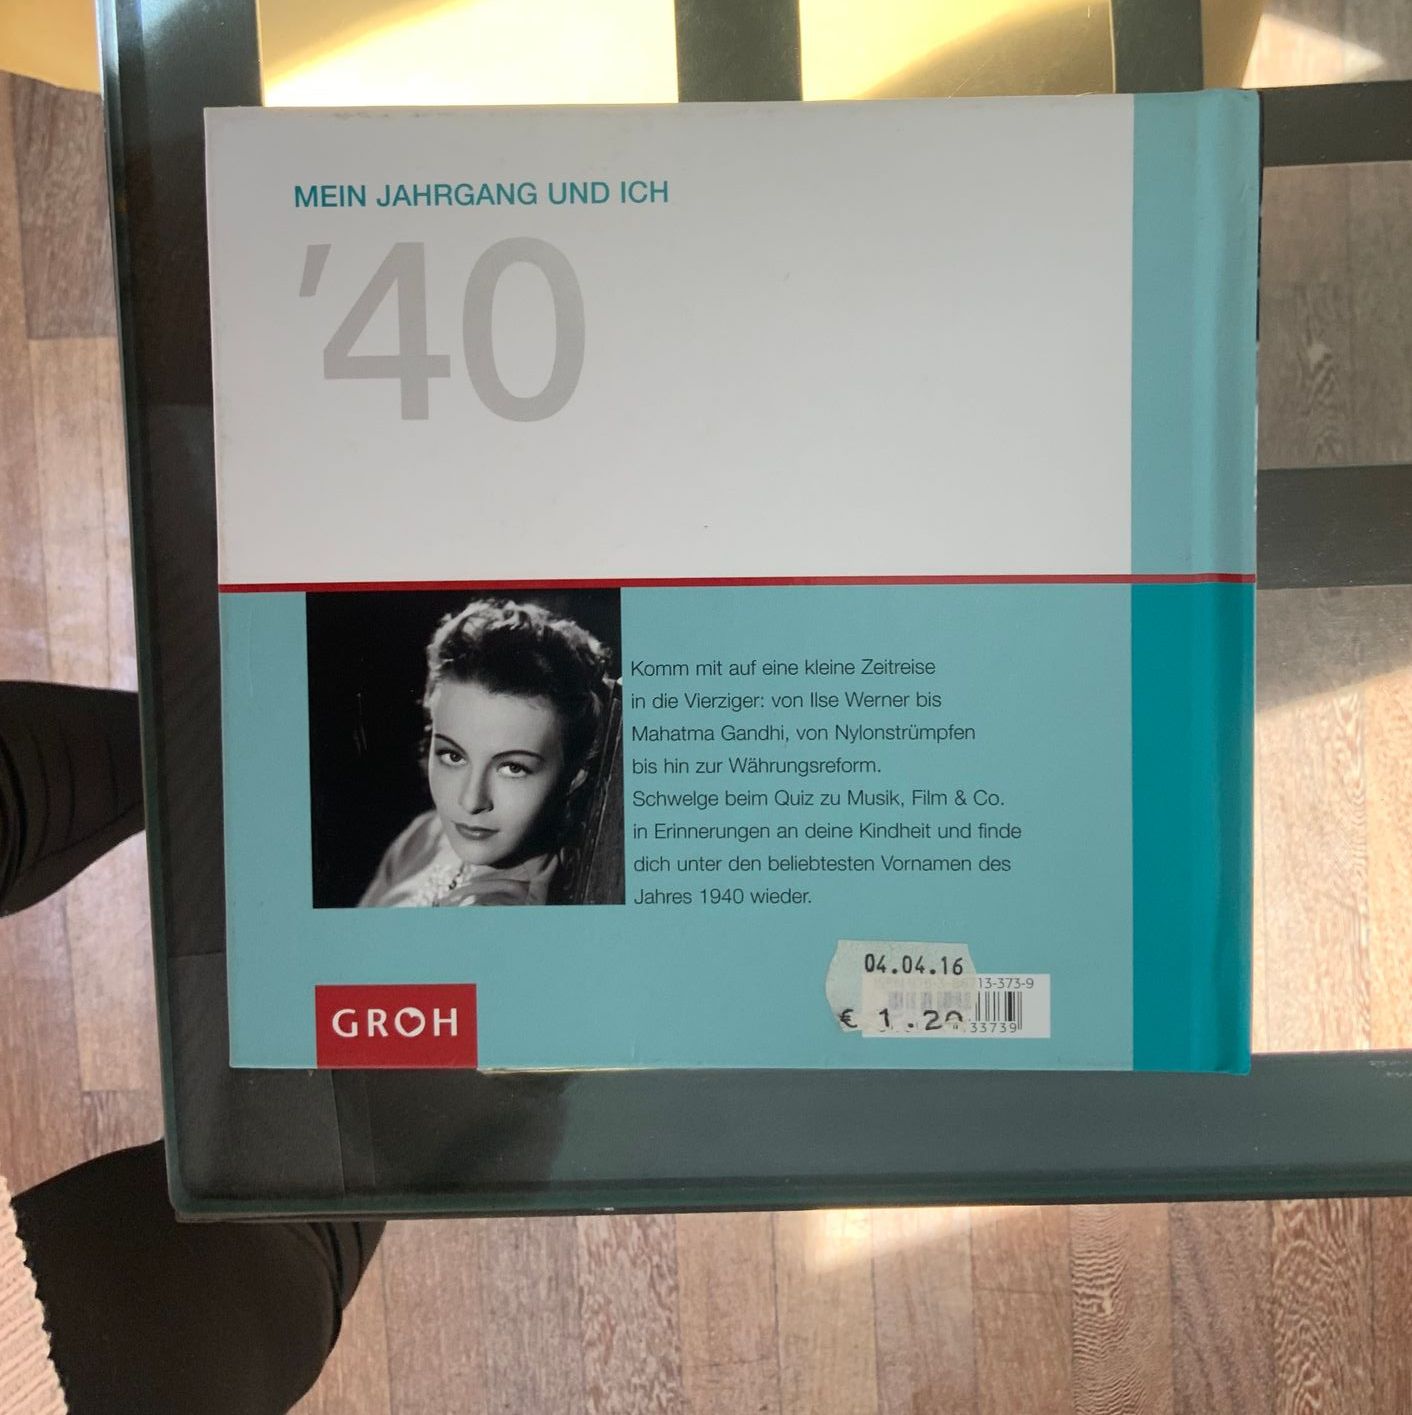 MEIN JAHRGANG UND ICH
'40
Komm mit auf eine kleine Zeitreise
in die Vierziger: von Ilse Werner bis
Mahatma Gandhi, von Nylonstrümpfen
bis hin zur Währungsreform.
Schwelge beim Quiz zu Musik, Film & Co.
in Erinnerungen an deine Kindheit und finde
dich unter den beliebtesten Vornamen des
Jahres 1940 wieder.
04.04.16
13-373-9
€ 1.20
33739
GROH